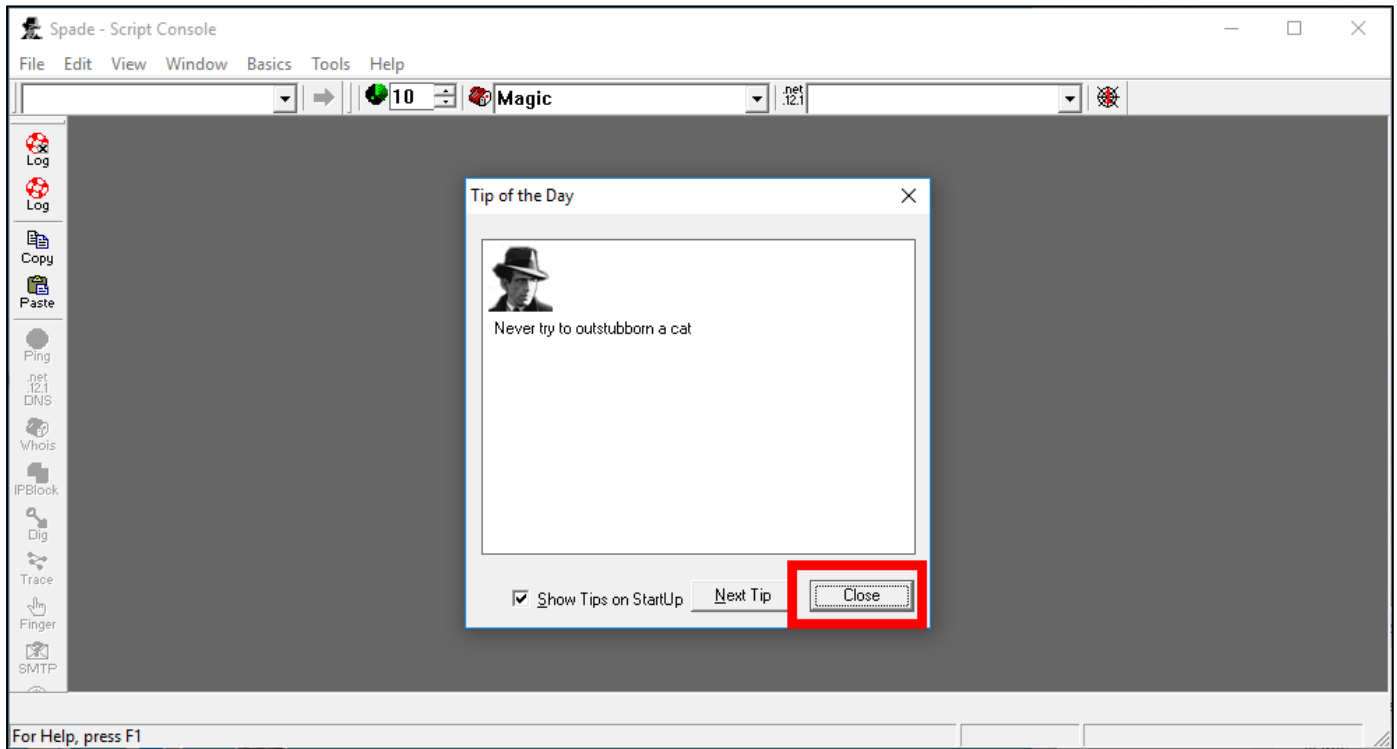 Spade - Script Console
File Edit View Window Basics Tools Help
10 Magic .net .12.1
Log
Log
Copy
Paste
Ping
.net
.12.1
DNS
Whois
IPBlock
Dig
Trace
Finger
SMTP
Tip of the Day
Never try to outstubborn a cat
Show Tips on StartUp Next Tip Close
For Help, press F1